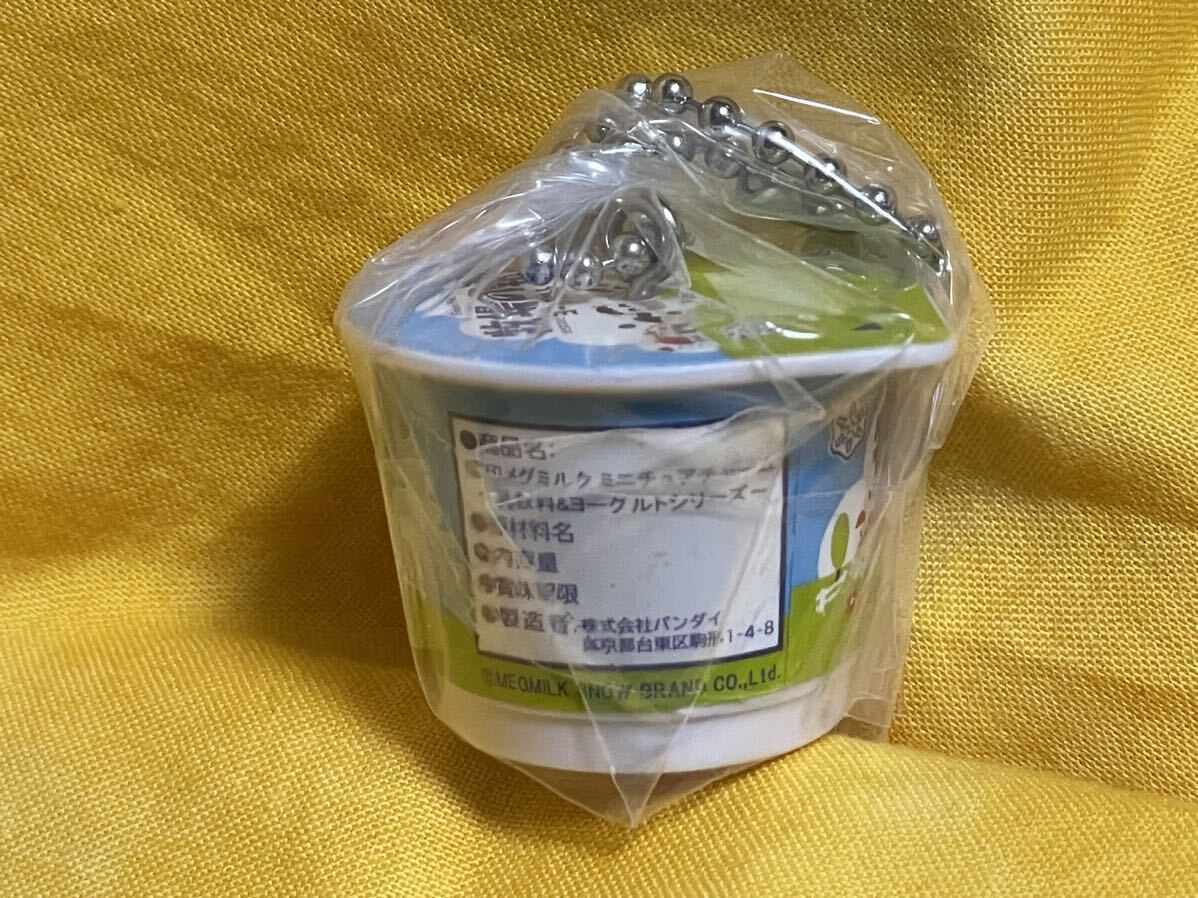 ●商品名:
メグミルク ミニチュアチャーム
飲料&ヨーグルトシリーズー
●原材料名
●内容量
●賞味期限
●製造者:株式会社バンダイ
東京都台東区駒形1-4-8
©MEGMILK SNOW BRAND CO.,Ltd.